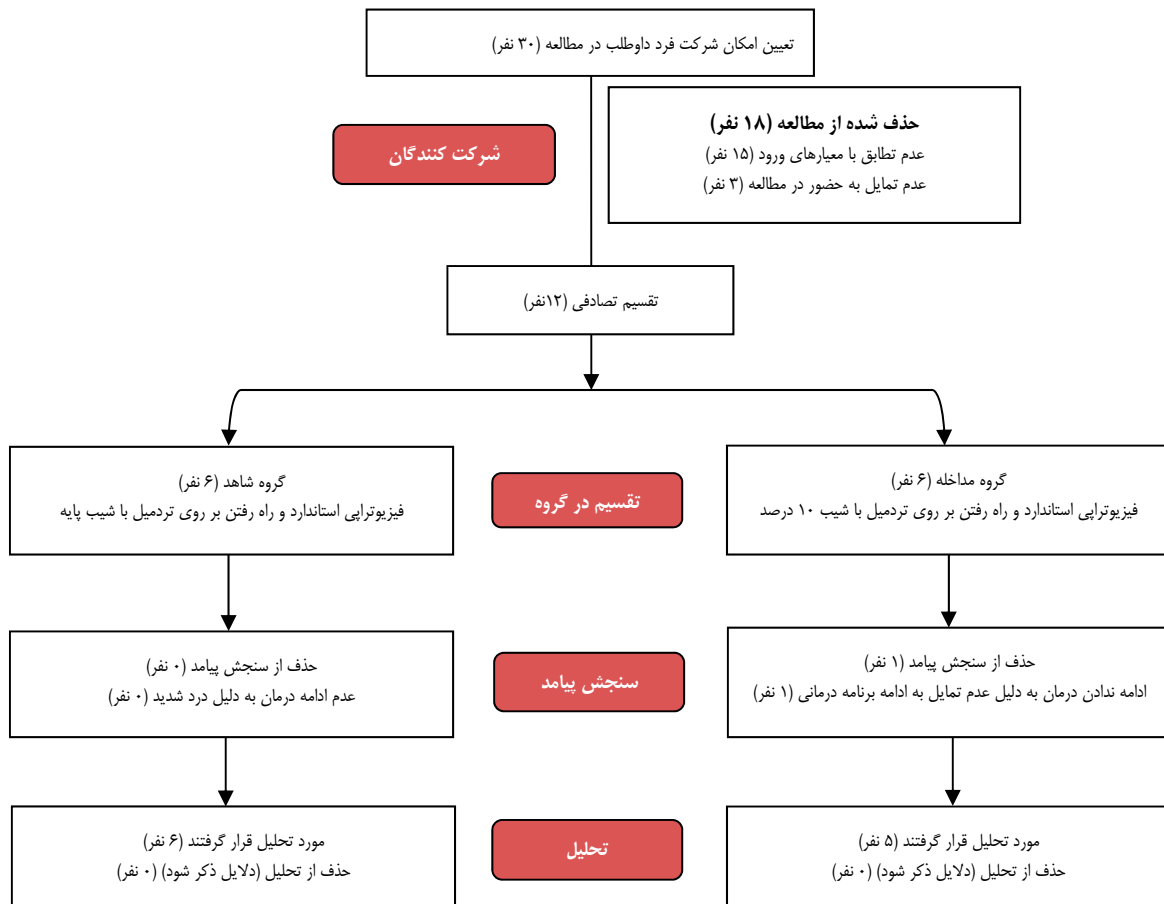 تعیین امکان شرکت فرد داوطلب در مطالعه (۳۰ نفر)
حذف شده از مطالعه (۱۸ نفر)
عدم تطابق با معیارهای ورود (۱۵ نفر)
عدم تمایل به حضور در مطالعه (۳ نفر)
شرکت کنندگان
تقسیم تصادفی (۱۲نفر)
گروه مداخله (۶ نفر)
فیزیوتراپی استاندارد و راه رفتن بر روی تردمیل با شیب ۱۰ درصد
تقسیم در گروه
گروه شاهد (۶ نفر)
فیزیوتراپی استاندارد و راه رفتن بر روی تردمیل با شیب پایه
حذف از سنجش پیامد (۱ نفر)
ادامه ندادن درمان به دلیل عدم تمایل به ادامه برنامه درمانی (۱ نفر)
سنجش پیامد
حذف از سنجش پیامد (۰ نفر)
عدم ادامه درمان به دلیل درد شدید (۰ نفر)
مورد تحلیل قرار گرفتند (۵ نفر)
حذف از تحلیل (دلایل ذکر شود) (۰ نفر)
تحلیل
مورد تحلیل قرار گرفتند (۶ نفر)
حذف از تحلیل (دلایل ذکر شود) (۰ نفر)